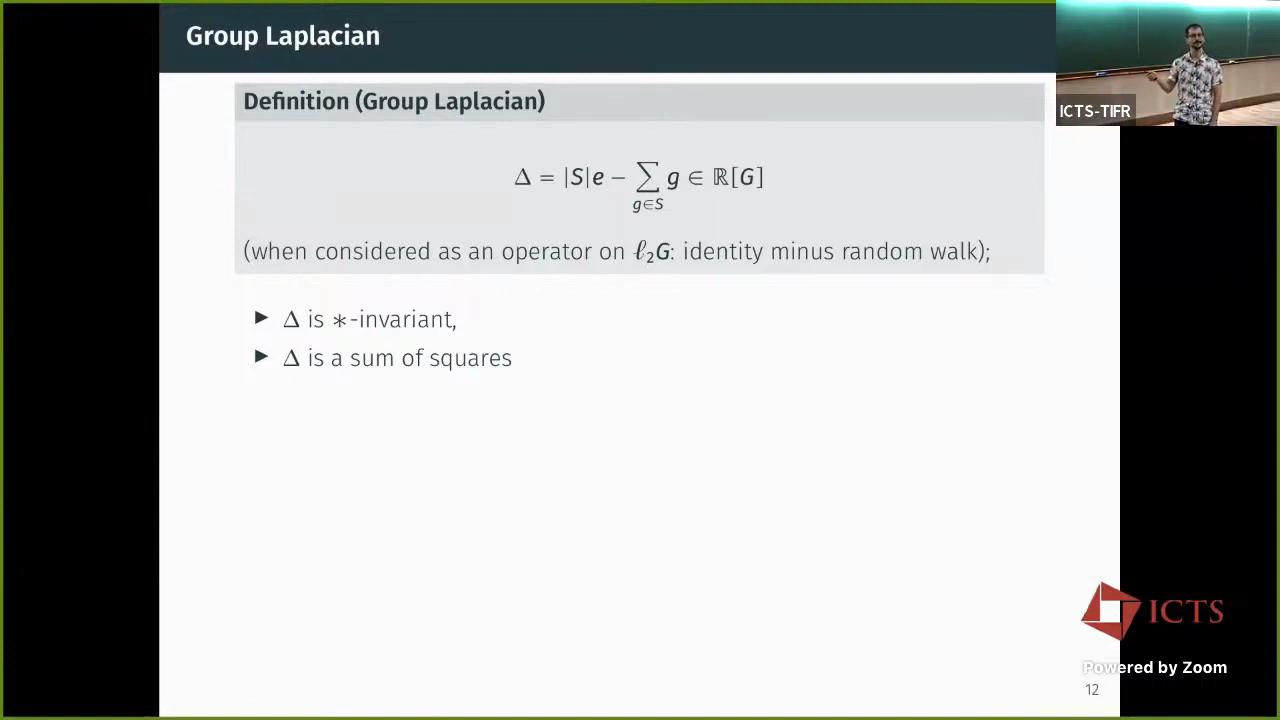 Group Laplacian
ICTS-TIFR
Definition (Group Laplacian)
Δ = |S|e − ∑ g ∈ ℝ[G]
g∈S
(when considered as an operator on ℓ₂G: identity minus random walk);
▶ Δ is ∗-invariant,
▶ Δ is a sum of squares
ICTS
Powered by Zoom
12